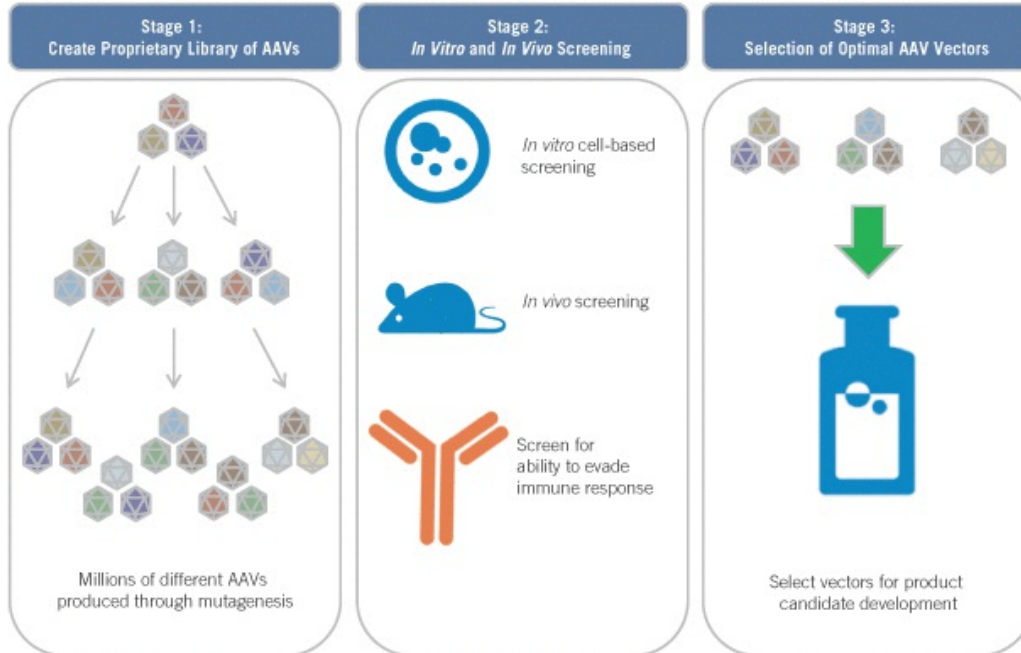 Stage 1:
Create Proprietary Library of AAVs
Millions of different AAVs
produced through mutagenesis
Stage 2:
In Vitro and In Vivo Screening
In vitro cell-based
screening
In vivo screening
Screen for
ability to evade
immune response
Stage 3:
Selection of Optimal AAV Vectors
Select vectors for product
candidate development